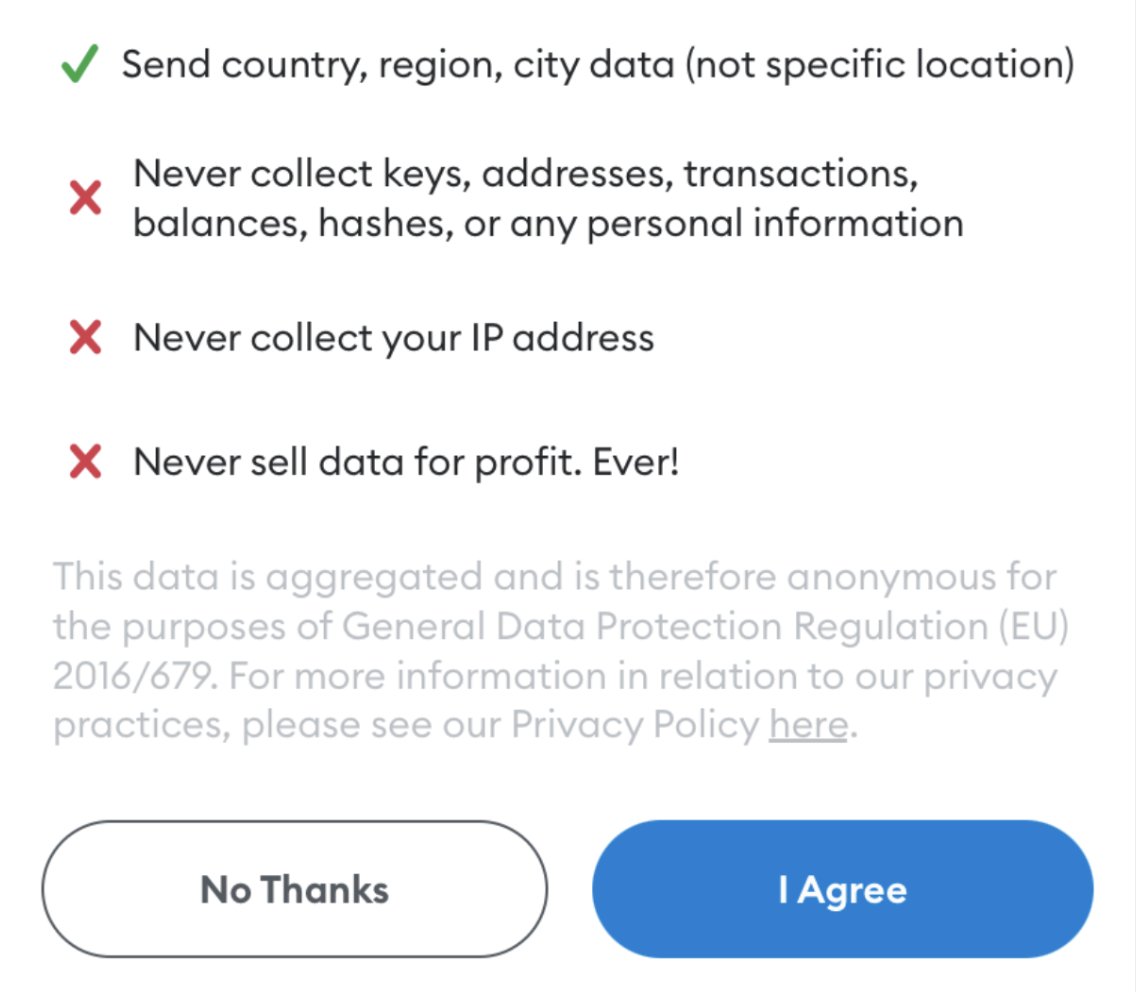 Send country, region, city data (not specific location)
Never collect keys, addresses, transactions,
balances, hashes, or any personal information
Never collect your IP address
Never sell data for profit. Ever!
This data is aggregated and is therefore anonymous for
the purposes of General Data Protection Regulation (EU)
2016/679. For more information in relation to our privacy
practices, please see our Privacy Policy here.
No Thanks
I Agree